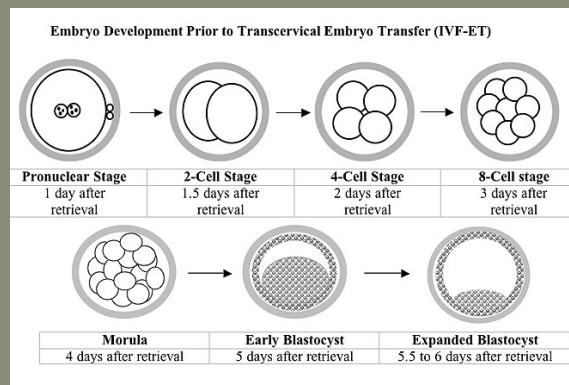 Embryo Development Prior to Transcervical Embryo Transfer (IVF-ET)
Pronuclear Stage
1 day after
retrieval
2-Cell Stage
1.5 days after
retrieval
4-Cell Stage
2 days after
retrieval
8-Cell stage
3 days after
retrieval
Morula
4 days after retrieval
Early Blastocyst
5 days after retrieval
Expanded Blastocyst
5.5 to 6 days after retrieval